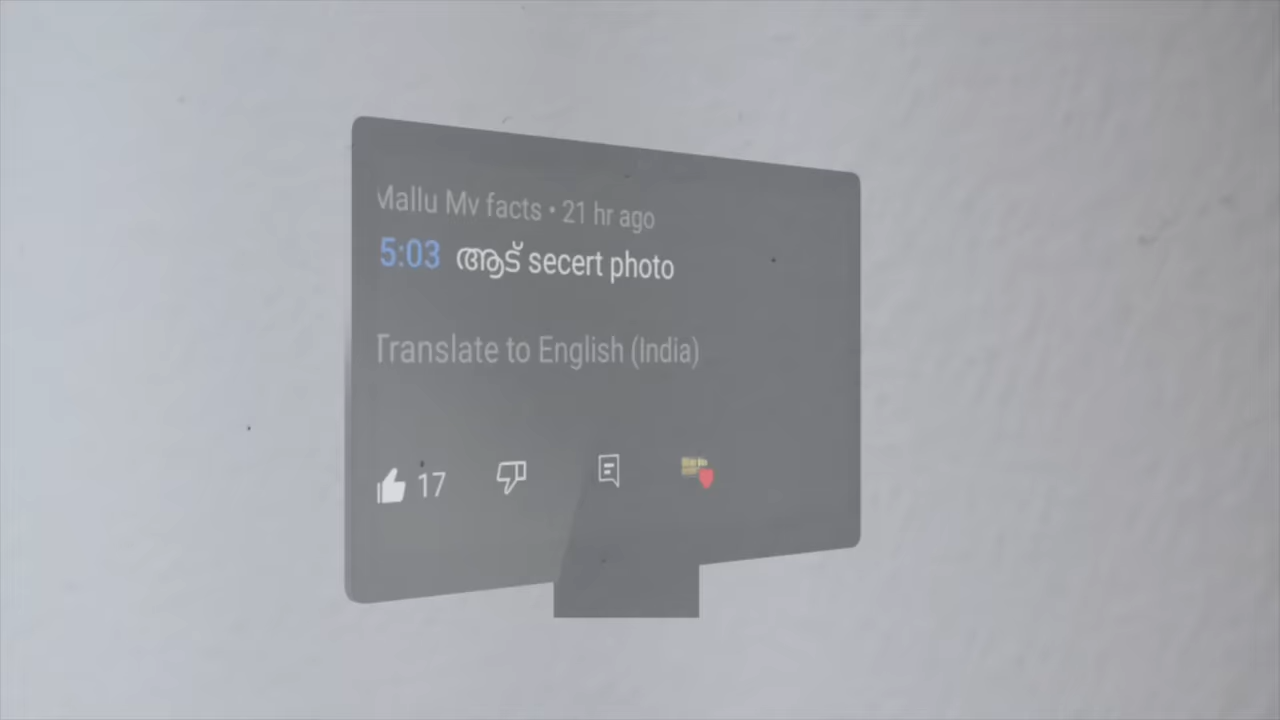 Mallu Mv facts • 21 hr ago
5:03 ആട് secert photo
Translate to English (India)
17